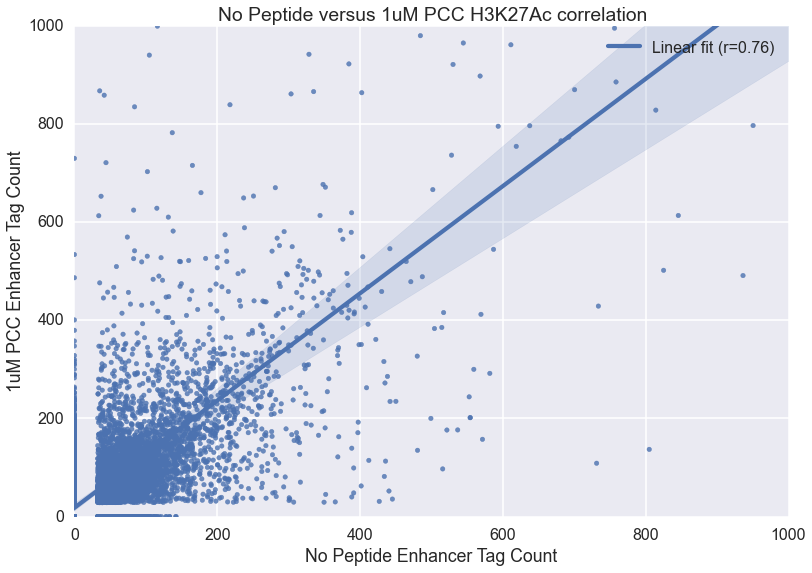 No Peptide versus 1uM PCC H3K27Ac correlation
Linear fit (r=0.76)
1uM PCC Enhancer Tag Count
1000
800
600
400
200
0
0 200 400 600 800 1000
No Peptide Enhancer Tag Count